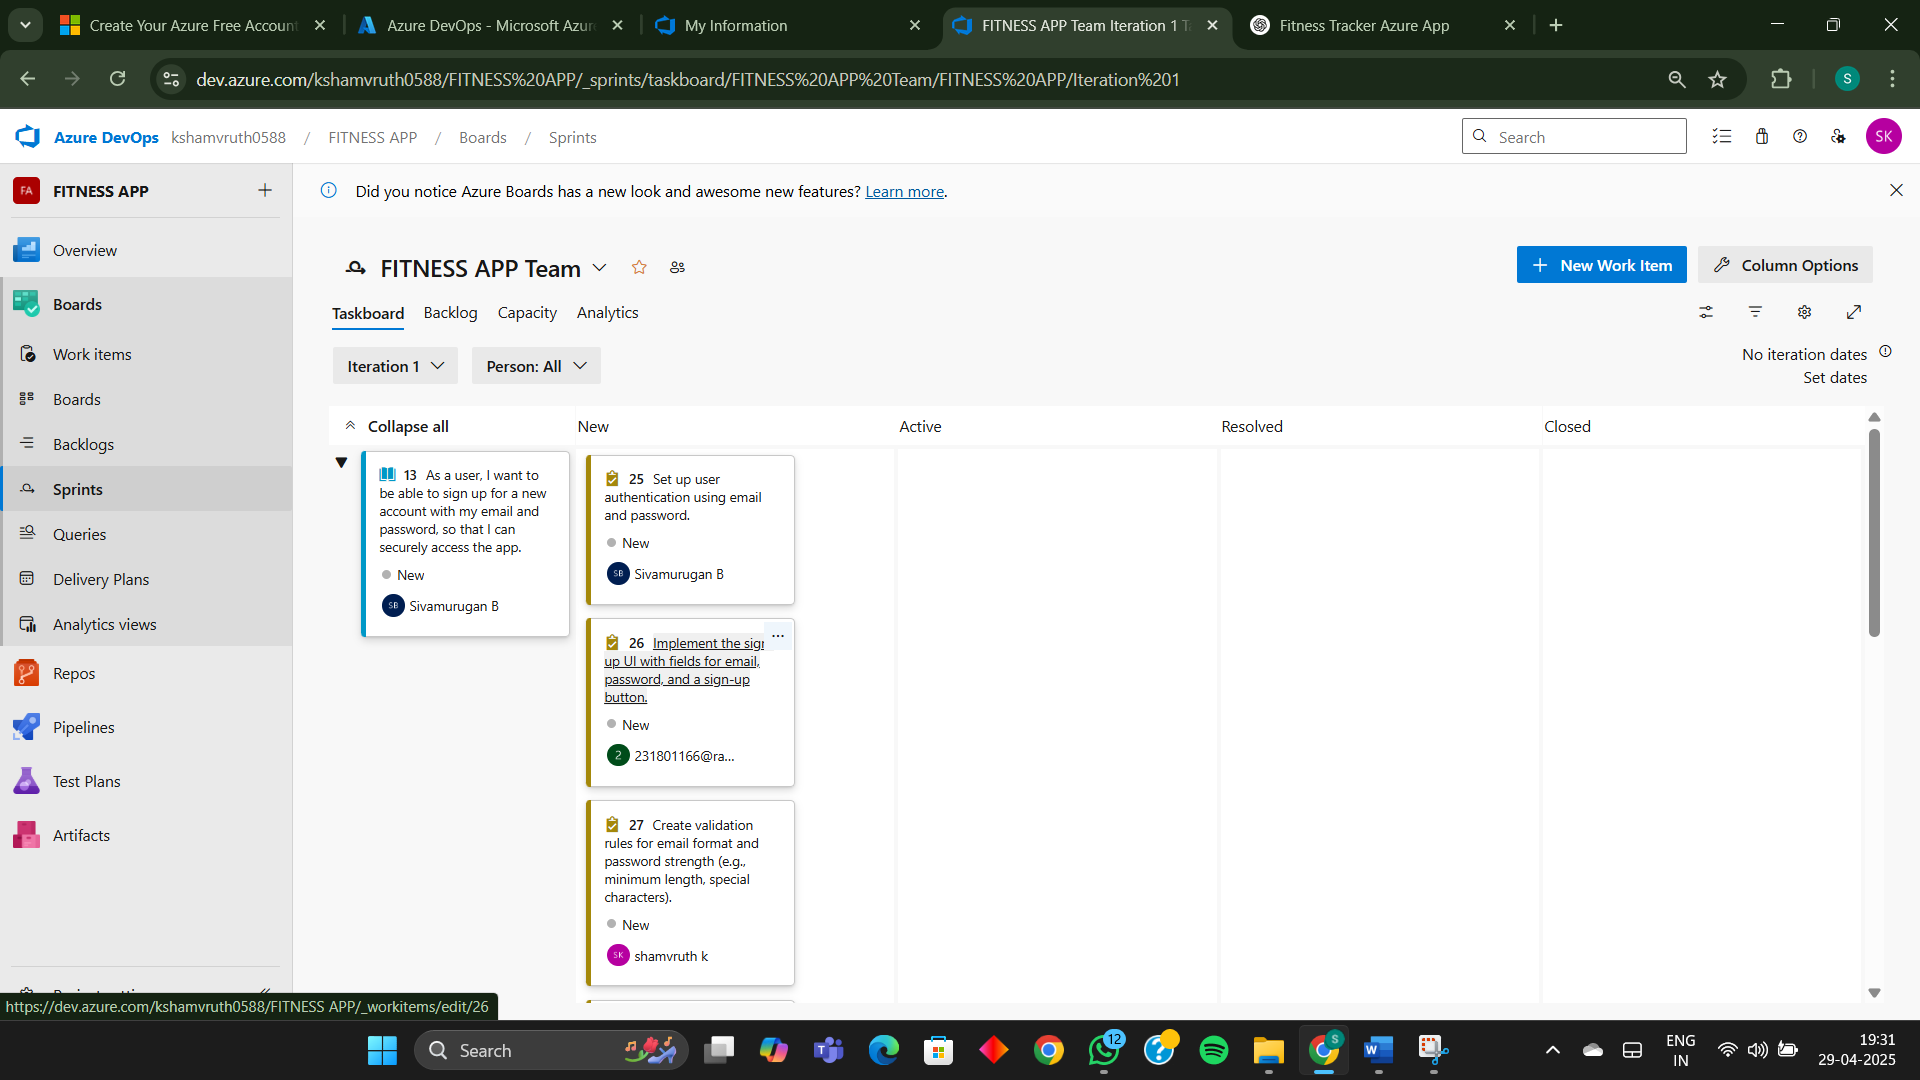 Create Your Azure Free Account
Azure DevOps - Microsoft Azur
My Information
FITNESS APP Team Iteration 1 T
Fitness Tracker Azure App
dev.azure.com/kshamvruth0588/FITNESS%20APP/_sprints/taskboard/FITNESS%20APP%20Team/FITNESS%20APP/Iteration%201
S
Azure DevOps kshamvruth0588 / FITNESS APP / Boards / Sprints
Search
SK
FA FITNESS APP
Did you notice Azure Boards has a new look and awesome new features? Learn more.
Overview
Boards
Work items
Boards
Backlogs
Sprints
Queries
Delivery Plans
Analytics views
Repos
Pipelines
Test Plans
Artifacts
FITNESS APP Team
New Work Item
Column Options
Taskboard Backlog Capacity Analytics
Iteration 1
Person: All
No iteration dates
Set dates
Collapse all
New
Active
Resolved
Closed
13 As a user, I want to
be able to sign up for a new
account with my email and
password, so that I can
securely access the app.
New
SB Sivamurugan B
25 Set up user
authentication using email
and password.
New
SB Sivamurugan B
26 Implement the sign
up UI with fields for email,
password, and a sign-up
button.
New
2 231801166@ra...
27 Create validation
rules for email format and
password strength (e.g.,
minimum length, special
characters).
New
SK shamvruth k
https://dev.azure.com/kshamvruth0588/FITNESS APP/_workitems/edit/26
Search
12
S
ENG
IN
19:31
29-04-2025